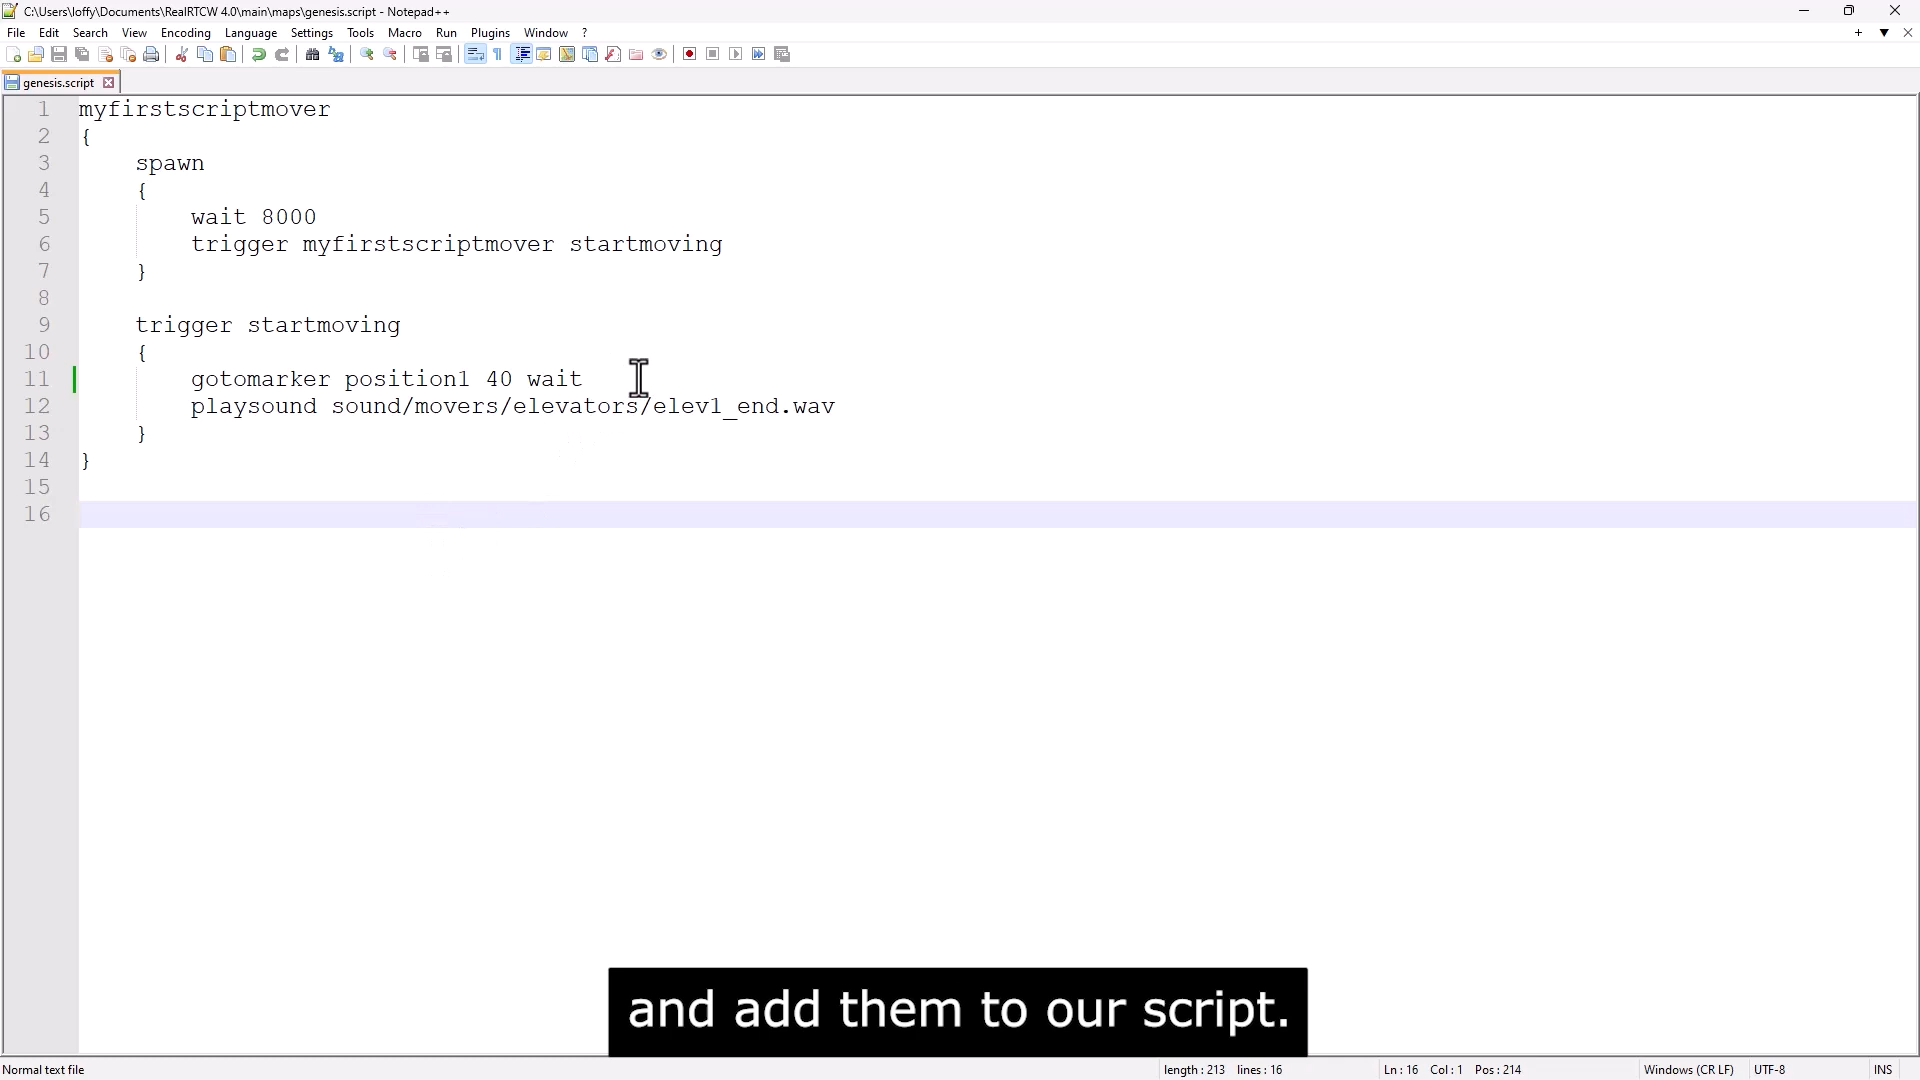 C:\Users\loffy\Documents\RealRTCW 4.0\main\maps\genesis.script - Notepad++
File Edit Search View Encoding Language Settings Tools Macro Run Plugins Window ?
genesis.script
1 myfirstscriptmover
2 {
3 spawn
4 {
5 wait 8000
6 trigger myfirstscriptmover startmoving
7 }
8
9 trigger startmoving
10 {
11 gotomarker position1 40 wait
12 playsound sound/movers/elevators/elev1_end.wav
13 }
14 }
15
16
and add them to our script.
Normal text file length : 213 lines : 16 Ln : 16 Col : 1 Pos : 214 Windows (CR LF) UTF-8 INS